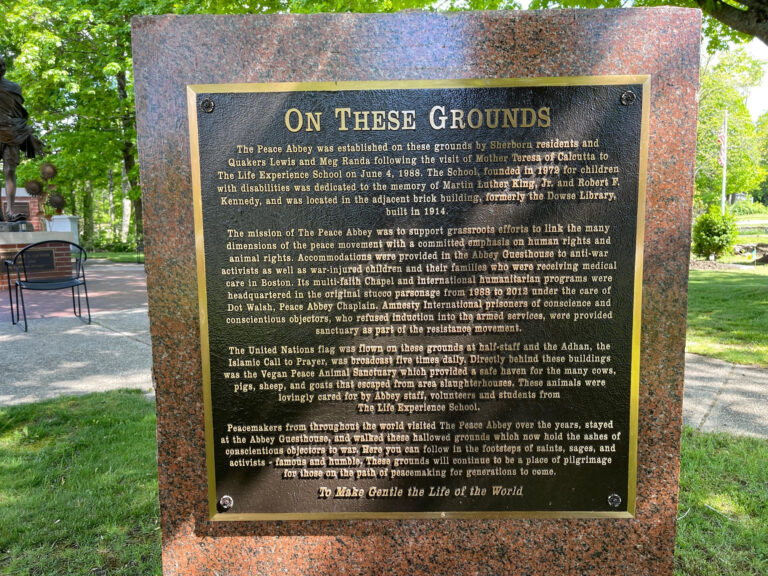 ON THESE GROUNDS
The Peace Abbey was established on these grounds by Sherborn residents and
Quakers Lewis and Meg Randa following the visit of Mother Teresa of Calcutta to
The Life Experience School on June 4, 1988. The School, founded in 1972 for children
with disabilities was dedicated to the memory of Martin Luther King, Jr. and Robert F.
Kennedy, and was located in the adjacent brick building, formerly the Dowse Library,
built in 1914.
The mission of The Peace Abbey was to support grassroots efforts to link the many
dimensions of the peace movement with a committed emphasis on human rights and
animal rights. Accommodations were provided in the Abbey Guesthouse to anti-war
activists as well as war-injured children and their families who were receiving medical
care in Boston. Its multi-faith Chapel and international humanitarian programs were
headquartered in the original stucco parsonage from 1988 to 2013 under the care of
Dot Walsh, Peace Abbey Chaplain. Amnesty International prisoners of conscience and
conscientious objectors, who refused induction into the armed services, were provided
sanctuary as part of the resistance movement.
The United Nations flag was flown on these grounds at half-staff and the Adhan, the
Islamic Call to Prayer, was broadcast five times daily. Directly behind these buildings
was the Vegan Peace Animal Sanctuary which provided a safe haven for the many cows,
pigs, sheep, and goats that escaped from area slaughterhouses. These animals were
lovingly cared for by Abbey staff, volunteers and students from
The Life Experience School.
Peacemakers from throughout the world visited The Peace Abbey over the years, stayed
at the Abbey Guesthouse, and walked these hallowed grounds which now hold the ashes of
conscientious objectors to war. Here you can follow in the footsteps of saints, sages, and
activists - famous and humble. These grounds will continue to be a place of pilgrimage
for those on the path of peacemaking for generations to come.
To Make Gentle the Life of the World